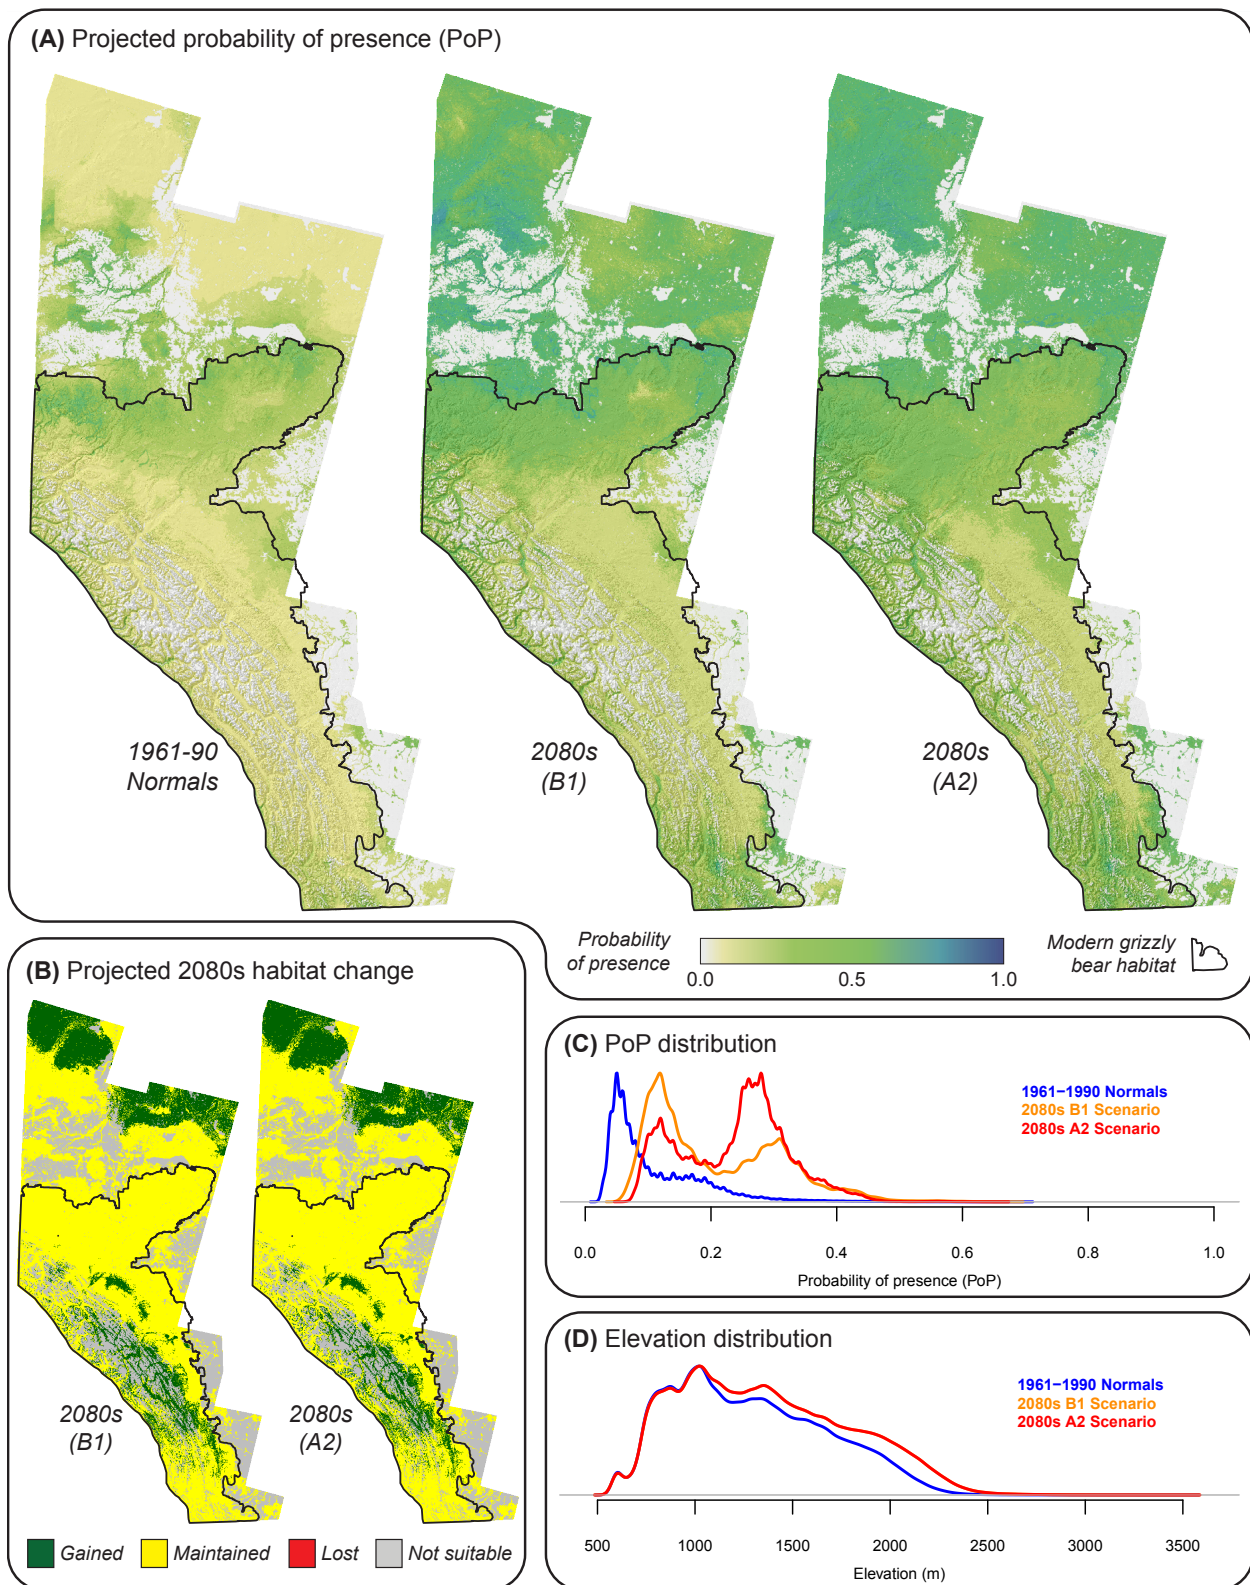 (A) Projected probability of presence (PoP)
1961-90
Normals
2080s
(B1)
2080s
(A2)
Probability
of presence
0.0
0.5
1.0
Modern grizzly
bear habitat
(B) Projected 2080s habitat change
2080s
(B1)
2080s
(A2)
Gained
Maintained
Lost
Not suitable
(C) PoP distribution
1961–1990 Normals
2080s B1 Scenario
2080s A2 Scenario
0.0 0.2 0.4 0.6 0.8 1.0
Probability of presence (PoP)
(D) Elevation distribution
1961–1990 Normals
2080s B1 Scenario
2080s A2 Scenario
500 1000 1500 2000 2500 3000 3500
Elevation (m)